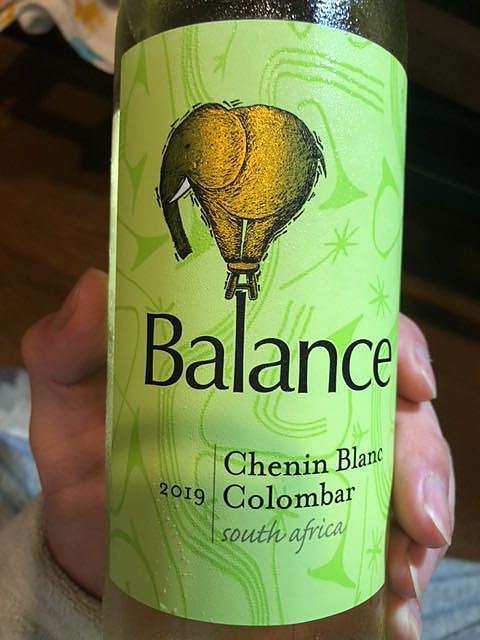 Balance
2019
Chenin Blanc
Colombar
south africa